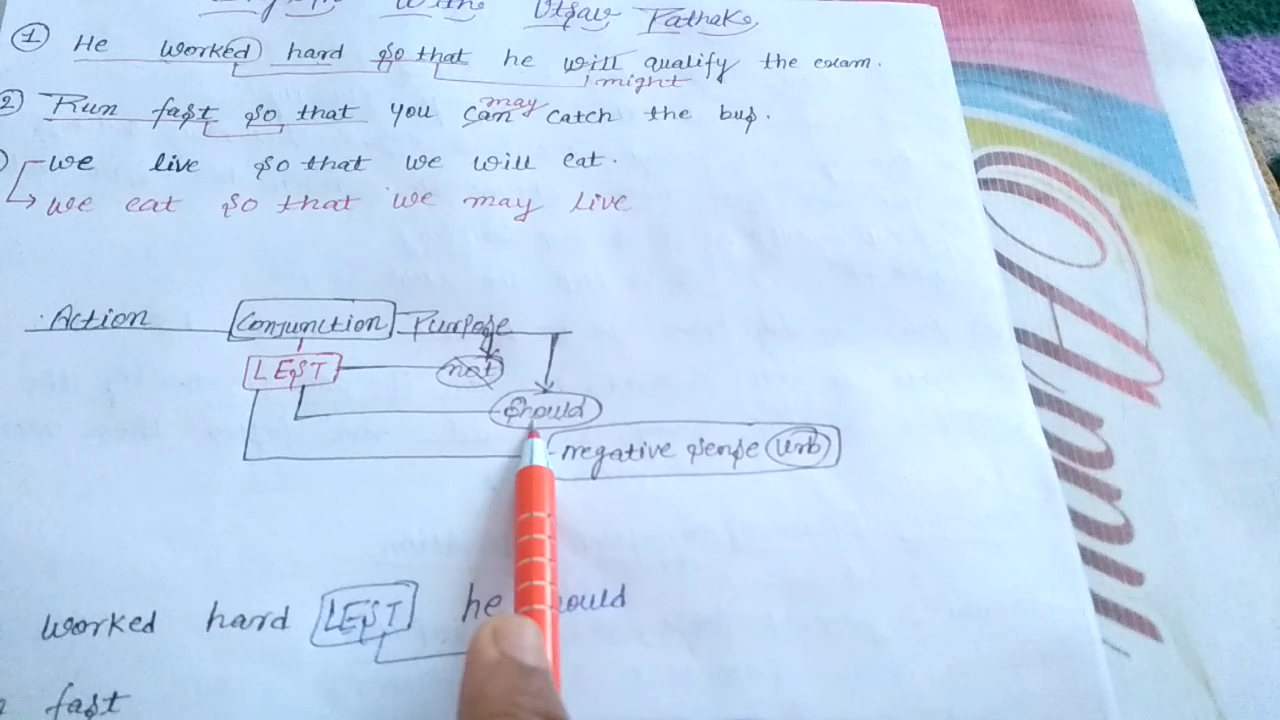 With Utsav Pathak
① He worked hard so that he will qualify the exam.
might
② Run fast so that you can catch the bus.
may
we live so that we will eat.
we eat so that we may live
Action Conjunction Purpose
LEST not
should
negative sense verb
worked hard LEST he
fast